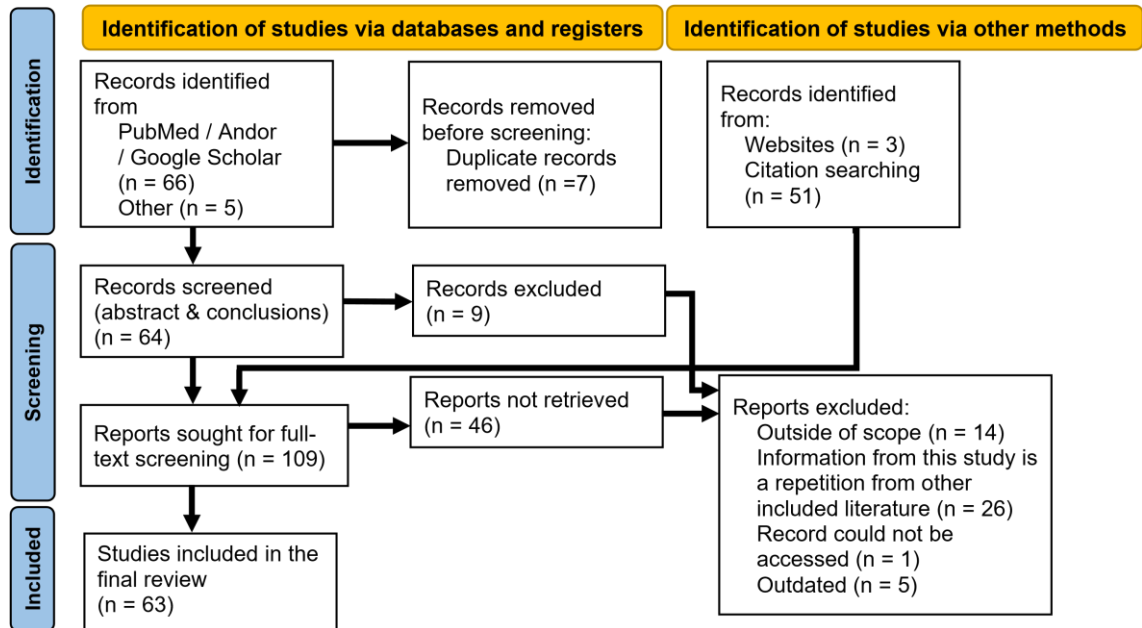 Identification of studies via databases and registers
Identification of studies via other methods
Identification
Records identified
from
PubMed / Andor
/ Google Scholar
(n = 66)
Other (n = 5)
Records removed
before screening:
Duplicate records
removed (n =7)
Records identified
from:
Websites (n = 3)
Citation searching
(n = 51)
Screening
Records screened
(abstract & conclusions)
(n = 64)
Records excluded
(n = 9)
Reports sought for full-
text screening (n = 109)
Reports not retrieved
(n = 46)
Reports excluded:
Outside of scope (n = 14)
Information from this study is
a repetition from other
included literature (n = 26)
Record could not be
accessed (n = 1)
Outdated (n = 5)
Included
Studies included in the
final review
(n = 63)